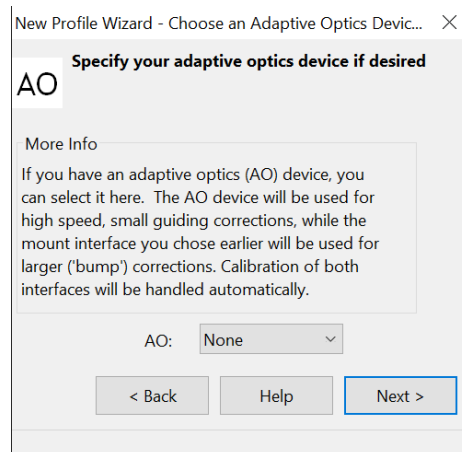 New Profile Wizard - Choose an Adaptive Optics Devic...
AO
Specify your adaptive optics device if desired
More Info
If you have an adaptive optics (AO) device, you
can select it here.  The AO device will be used for
high speed, small guiding corrections, while the
mount interface you chose earlier will be used for
larger ('bump') corrections. Calibration of both
interfaces will be handled automatically.
AO:
None
< Back
Help
Next >